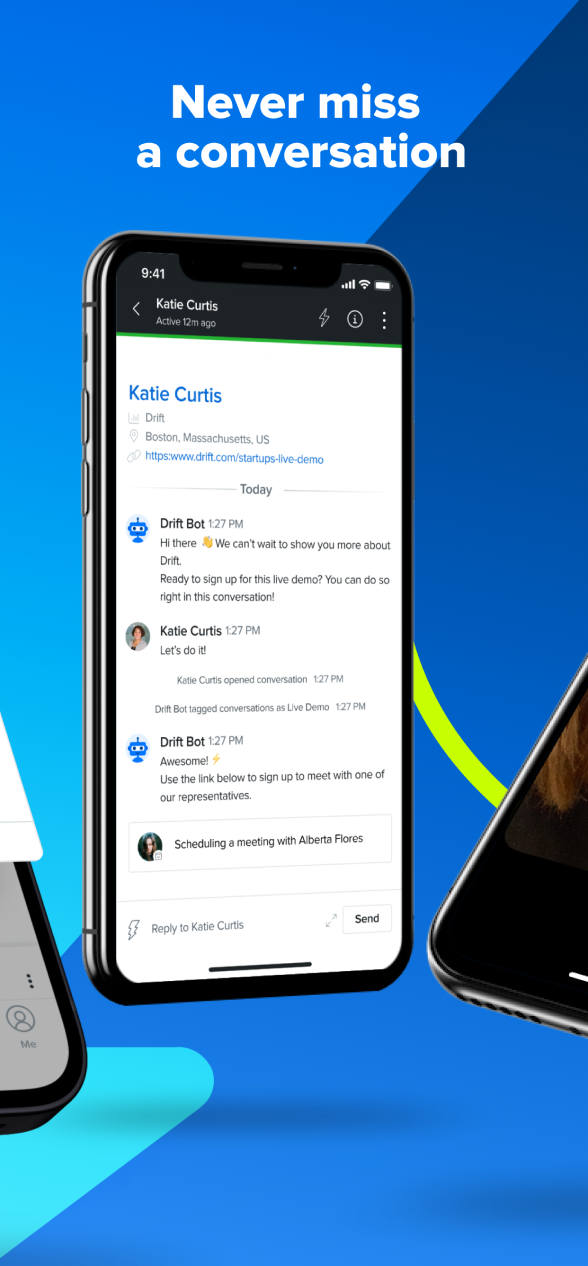 Never miss
a conversation
9:41
Katie Curtis
Active 12m ago
Katie Curtis
Drift
Boston, Massachusetts, US
https:www.drift.com/startups-live-demo
Today
Drift Bot 1:27 PM
Hi there 👋 We can't wait to show you more about
Drift.
Ready to sign up for this live demo? You can do so
right in this conversation!
Katie Curtis 1:27 PM
Let's do it!
Katie Curtis opened conversation 1:27 PM
Drift Bot tagged conversations as Live Demo 1:27 PM
Drift Bot 1:27 PM
Awesome! ⚡
Use the link below to sign up to meet with one of
our representatives.
Scheduling a meeting with Alberta Flores
Reply to Katie Curtis
Send
Me